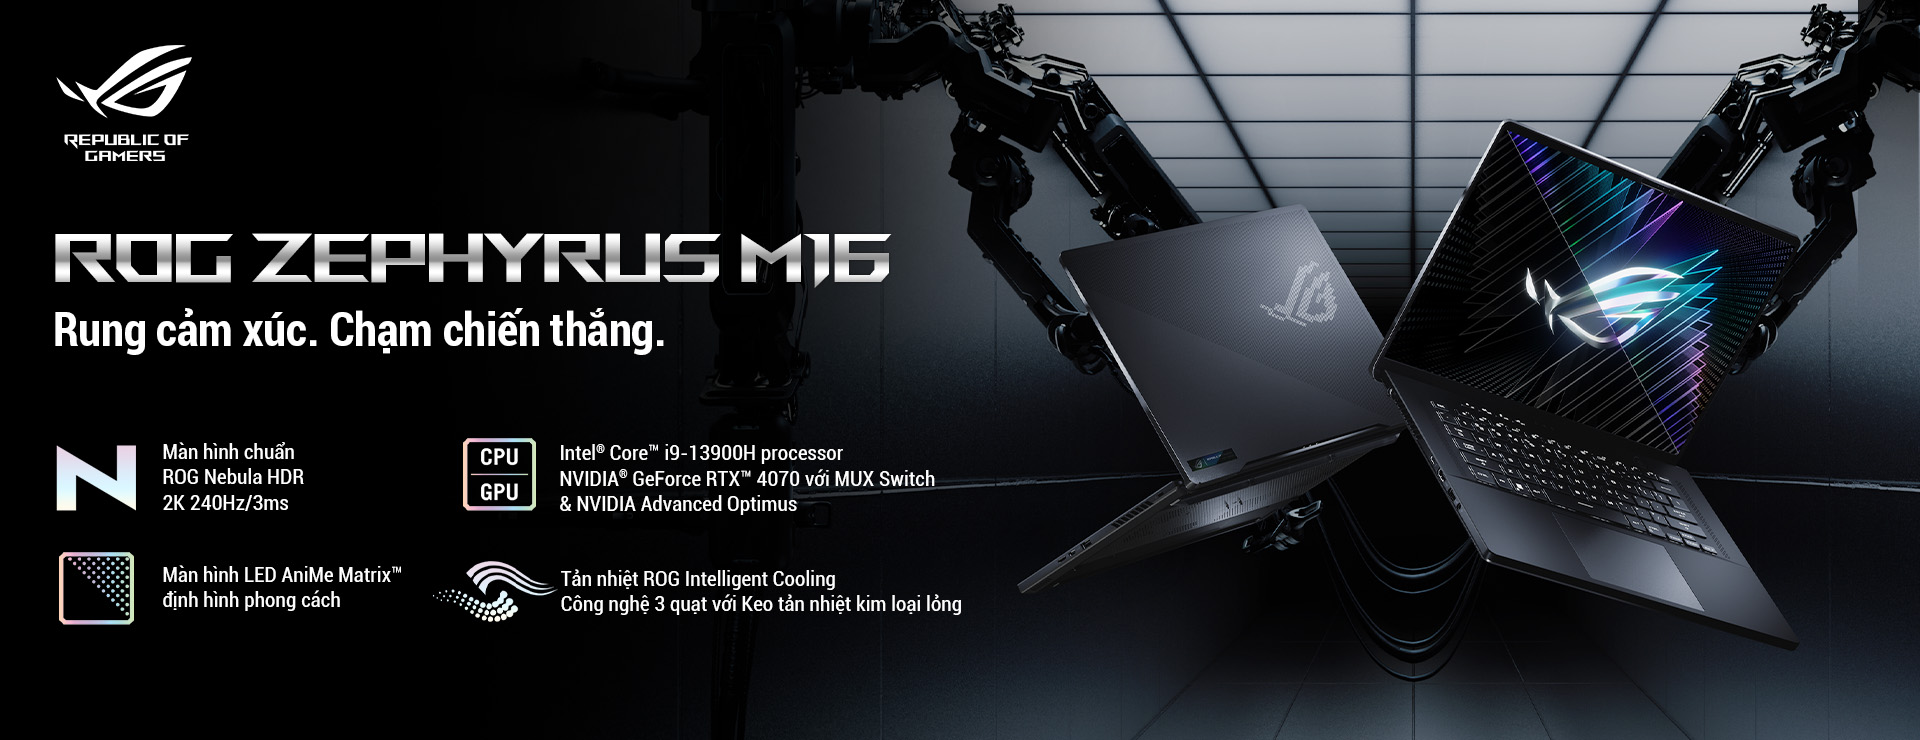 REPUBLIC OF
GAMERS
ROG ZEPHYRUS M16
Rung cảm xúc. Chạm chiến thắng.
Màn hình chuẩn
ROG Nebula HDR
2K 240Hz/3ms
CPU
GPU
Intel® Core™ i9-13900H processor
NVIDIA® GeForce RTX™ 4070 với MUX Switch
& NVIDIA Advanced Optimus
Màn hình LED AniMe Matrix™
định hình phong cách
Tản nhiệt ROG Intelligent Cooling
Công nghệ 3 quạt với Keo tản nhiệt kim loại lỏng